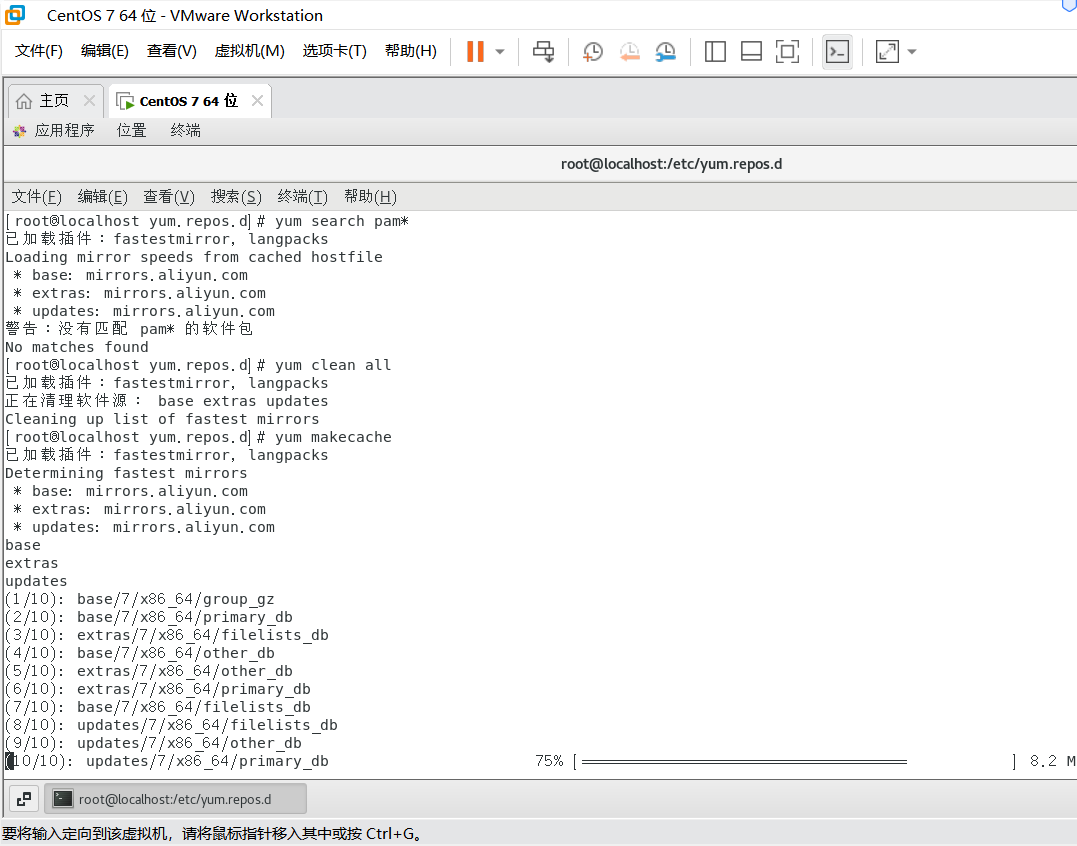 CentOS 7 64 位 - VMware Workstation
文件(F) 编辑(E) 查看(V) 虚拟机(M) 选项卡(T) 帮助(H)
主页 CentOS 7 64 位
应用程序 位置 终端
root@localhost:/etc/yum.repos.d
文件(F) 编辑(E) 查看(V) 搜索(S) 终端(T) 帮助(H)
[root@localhost yum.repos.d]# yum search pam*
已加载插件：fastestmirror, langpacks
Loading mirror speeds from cached hostfile
 * base: mirrors.aliyun.com
 * extras: mirrors.aliyun.com
 * updates: mirrors.aliyun.com
警告：没有匹配 pam* 的软件包
No matches found
[root@localhost yum.repos.d]# yum clean all
已加载插件：fastestmirror, langpacks
正在清理软件源： base extras updates
Cleaning up list of fastest mirrors
[root@localhost yum.repos.d]# yum makecache
已加载插件：fastestmirror, langpacks
Determining fastest mirrors
 * base: mirrors.aliyun.com
 * extras: mirrors.aliyun.com
 * updates: mirrors.aliyun.com
base
extras
updates
(1/10): base/7/x86_64/group_gz
(2/10): base/7/x86_64/primary_db
(3/10): extras/7/x86_64/filelists_db
(4/10): base/7/x86_64/other_db
(5/10): extras/7/x86_64/other_db
(6/10): extras/7/x86_64/primary_db
(7/10): base/7/x86_64/filelists_db
(8/10): updates/7/x86_64/filelists_db
(9/10): updates/7/x86_64/other_db
(10/10): updates/7/x86_64/primary_db 75% [================================== ] 8.2 M
root@localhost:/etc/yum.repos.d
要将输入定向到该虚拟机，请将鼠标指针移入其中或按 Ctrl+G。